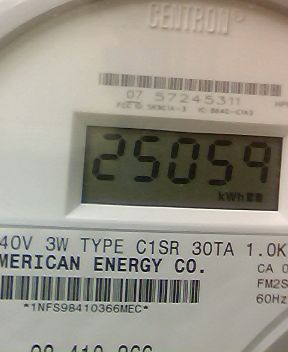 CENTRON
07 57245311
25059
kWh
40V 3W TYPE C1SR 30TA 1.0K
MERICAN ENERGY CO.
CA 0
FM2S
60Hz
*1NFS98410366MEC*